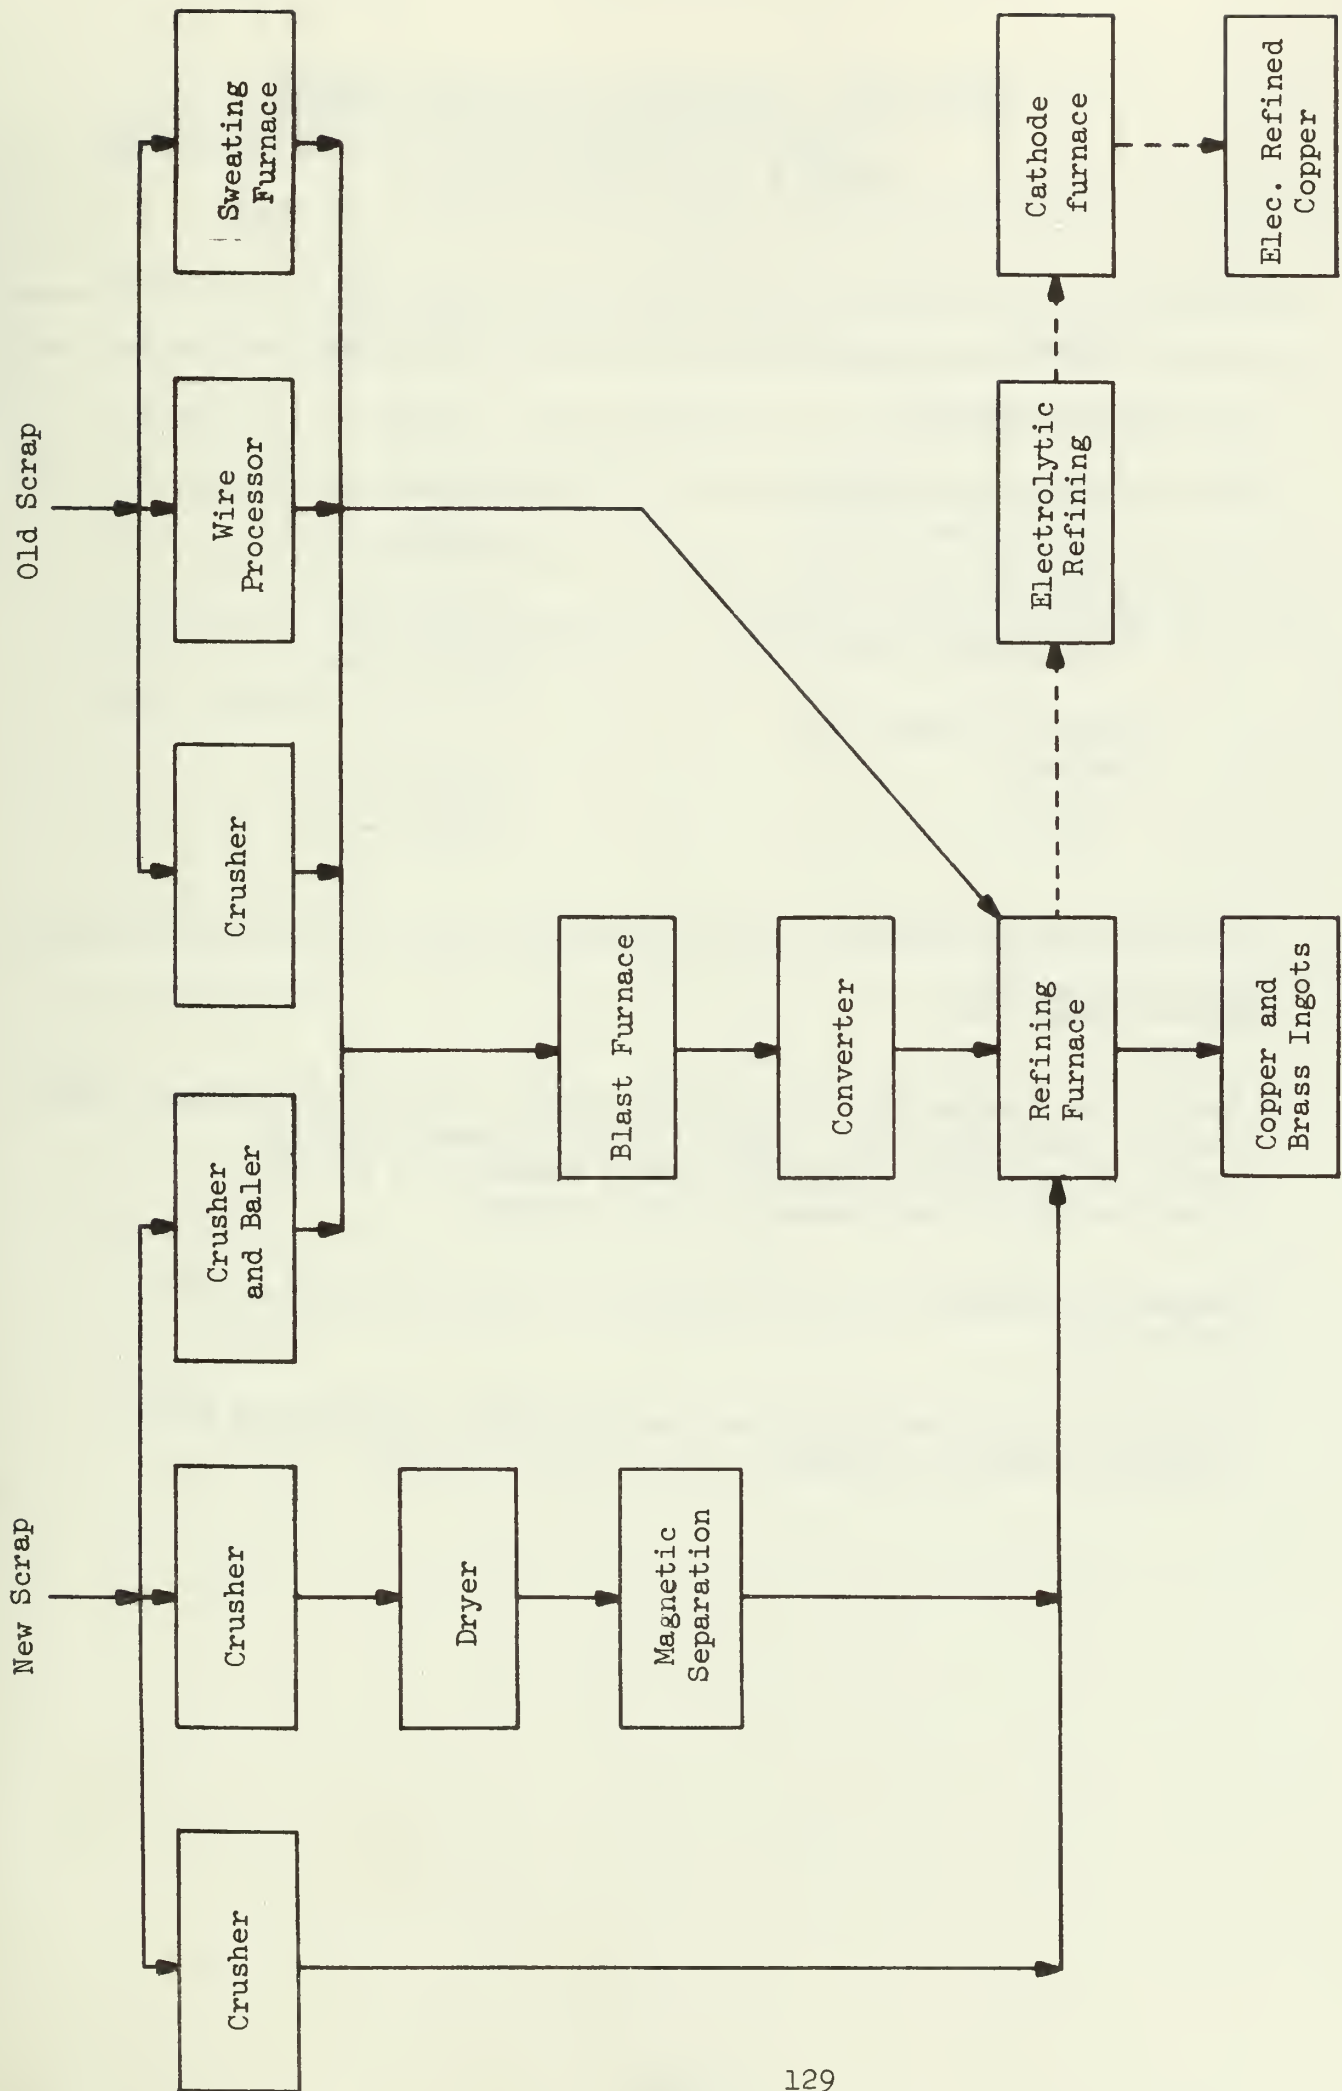 New Scrap
Old Scrap
Crusher
Crusher
Crusher
and Baler
Crusher
Wire
Processor
Sweating
Furnace
Dryer
Magnetic
Separation
Blast Furnace
Converter
Refining
Furnace
Electrolytic
Refining
Cathode
furnace
Copper and
Brass Ingots
Elec. Refined
Copper
129